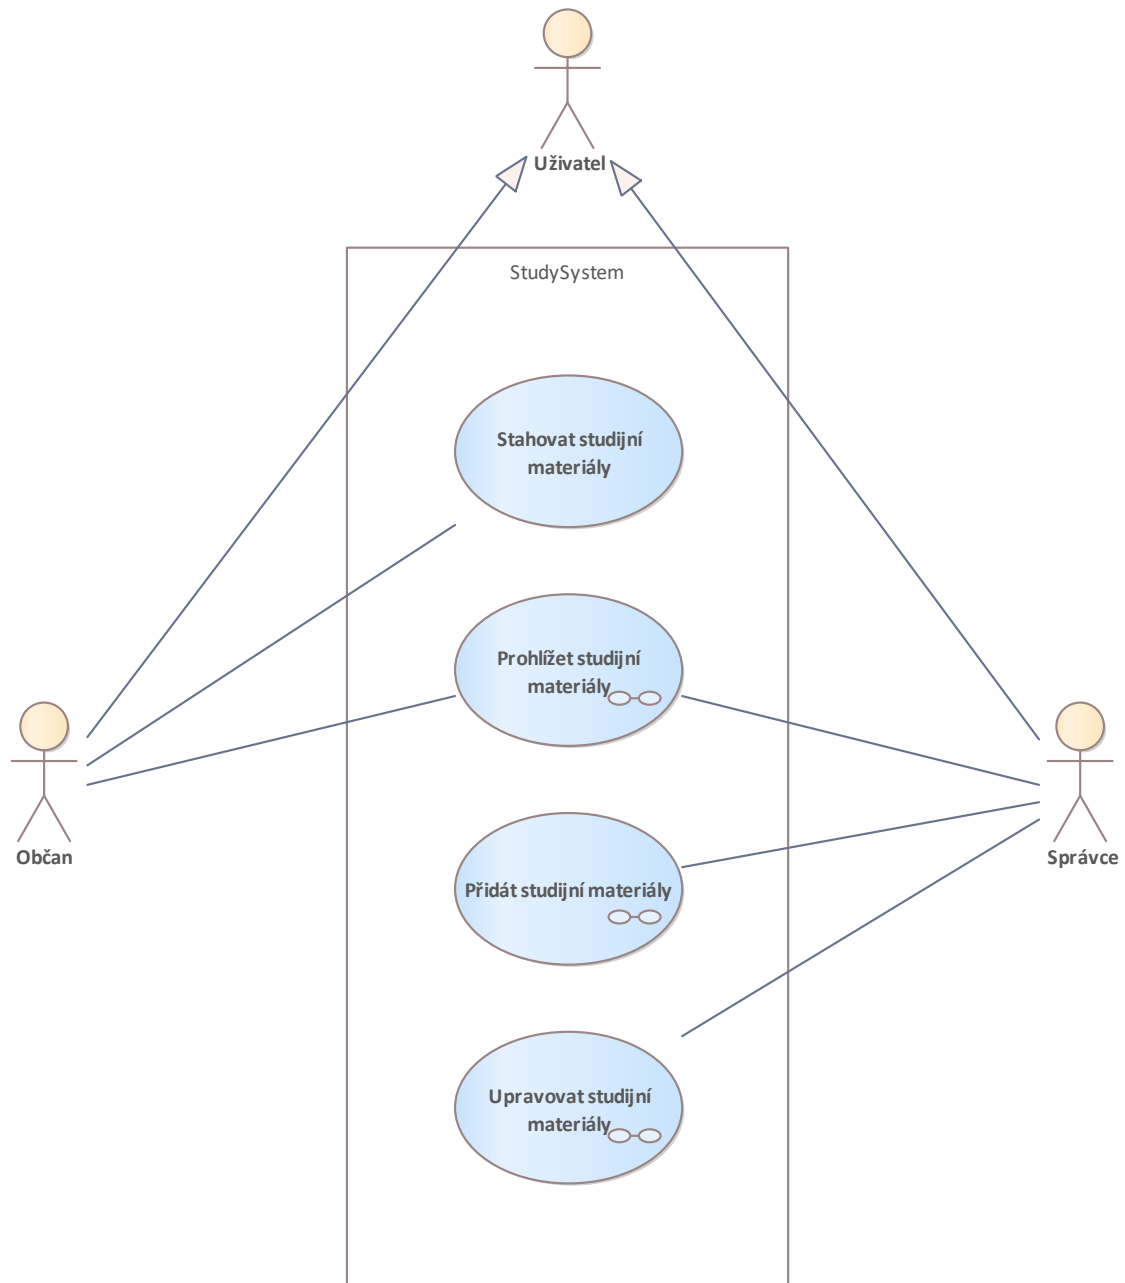 Uživatel
StudySystem
Stahovat studijní
materiály
Prohlížet studijní
materiály
Občan
Správce
Přidát studijní materiály
Upravovat studijní
materiály